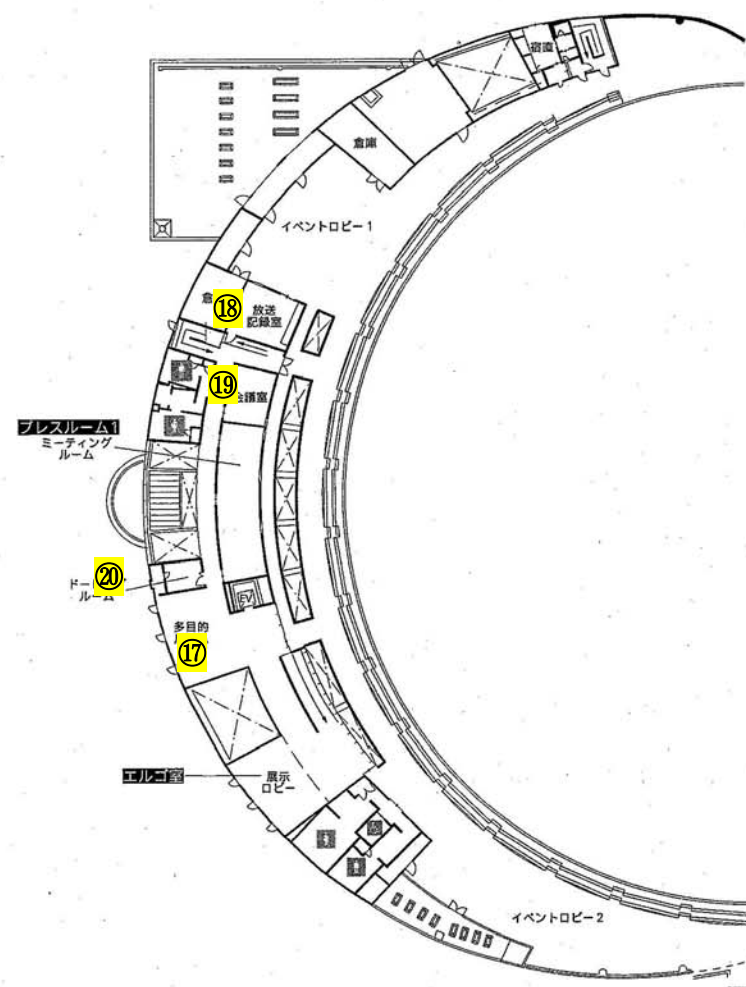 宿直
倉庫
イベントロビー1
倉
⑱
放送
記録室
⑲
会議室
プレスルーム1
ミーティング
ルーム
⑳
ド
ルーム
EV
多目的
⑰
エルゴ室
展示
ロビー
イベントロビー2